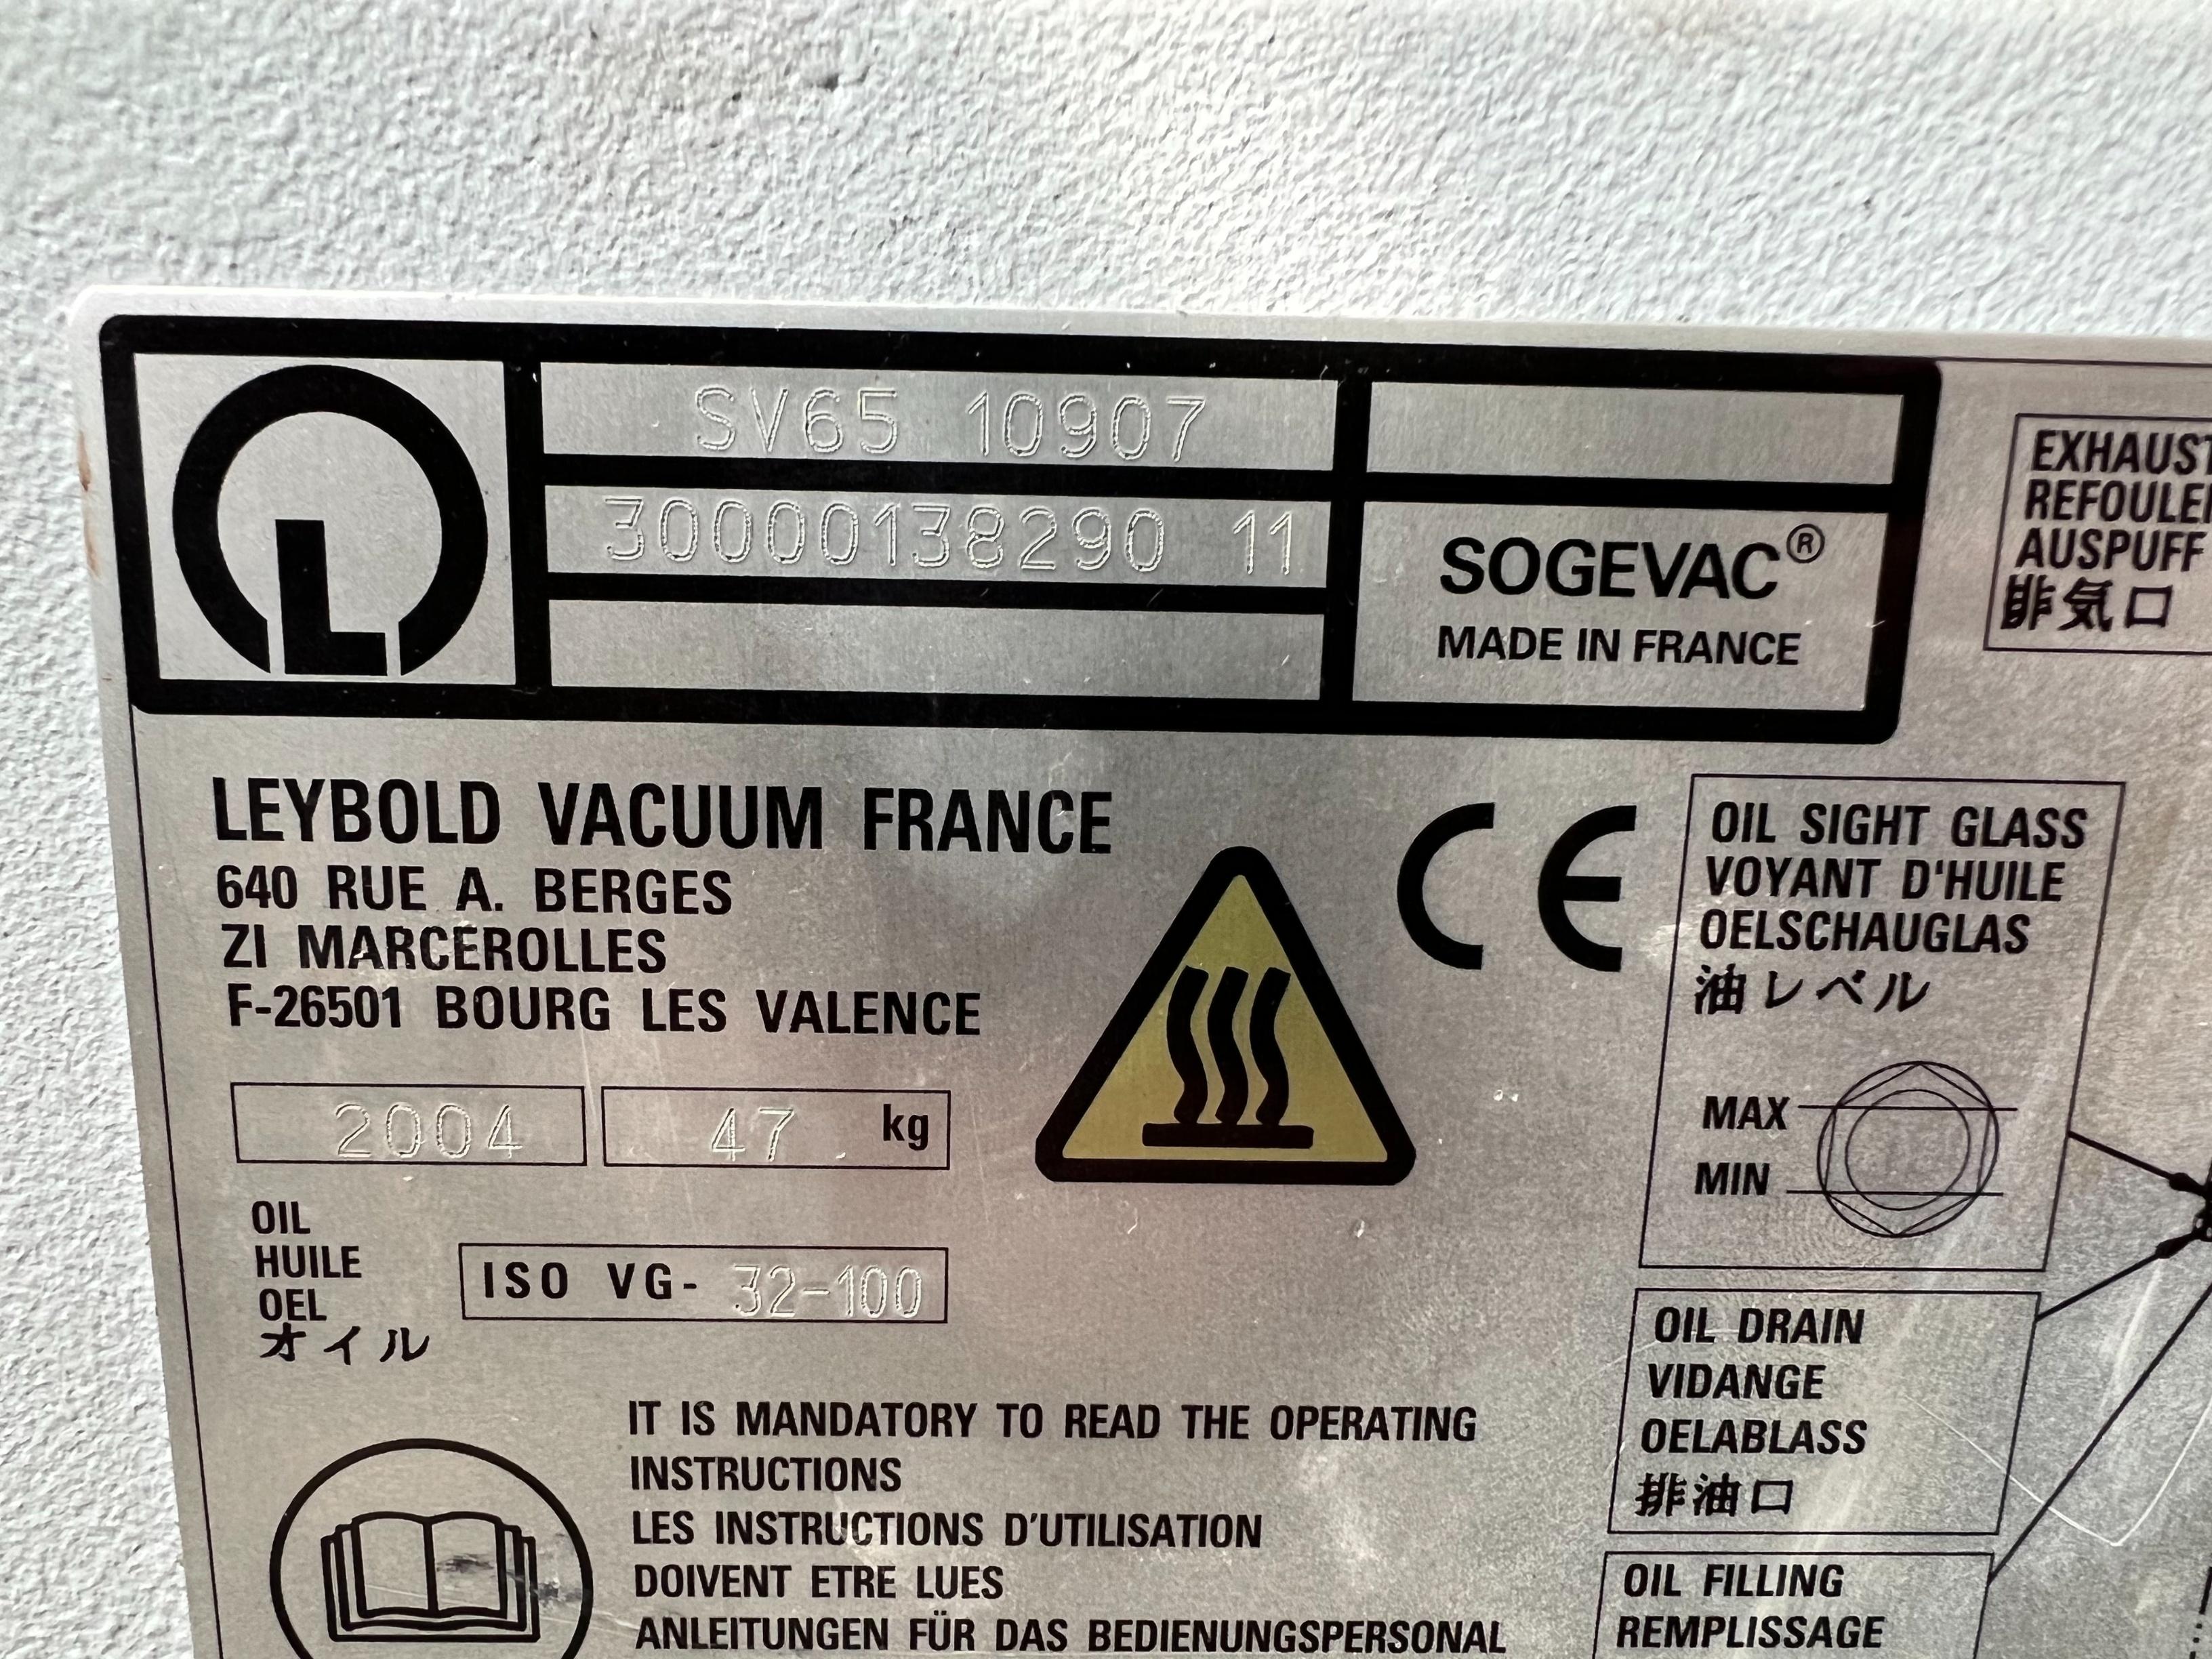 SV65 10907
30000138290 11
SOGEVAC®
MADE IN FRANCE
LEYBOLD VACUUM FRANCE
640 RUE A. BERGES
ZI MARCEROLLES
F-26501 BOURG LES VALENCE
2004
47 kg
OIL
HUILE
OEL
オイル
ISO VG- 32-100
IT IS MANDATORY TO READ THE OPERATING
INSTRUCTIONS
LES INSTRUCTIONS D'UTILISATION
DOIVENT ETRE LUES
ANLEITUNGEN FÜR DAS BEDIENUNGSPERSONAL
CE
EXHAUST
AUSPUFF
排気口
OIL SIGHT GLASS
VOYANT D'HUILE
OELSCHAUGLAS
油レベル
MAX
MIN
OIL DRAIN
VIDANGE
OELABLASS
排油口
OIL FILLING
REMPLISSAGE